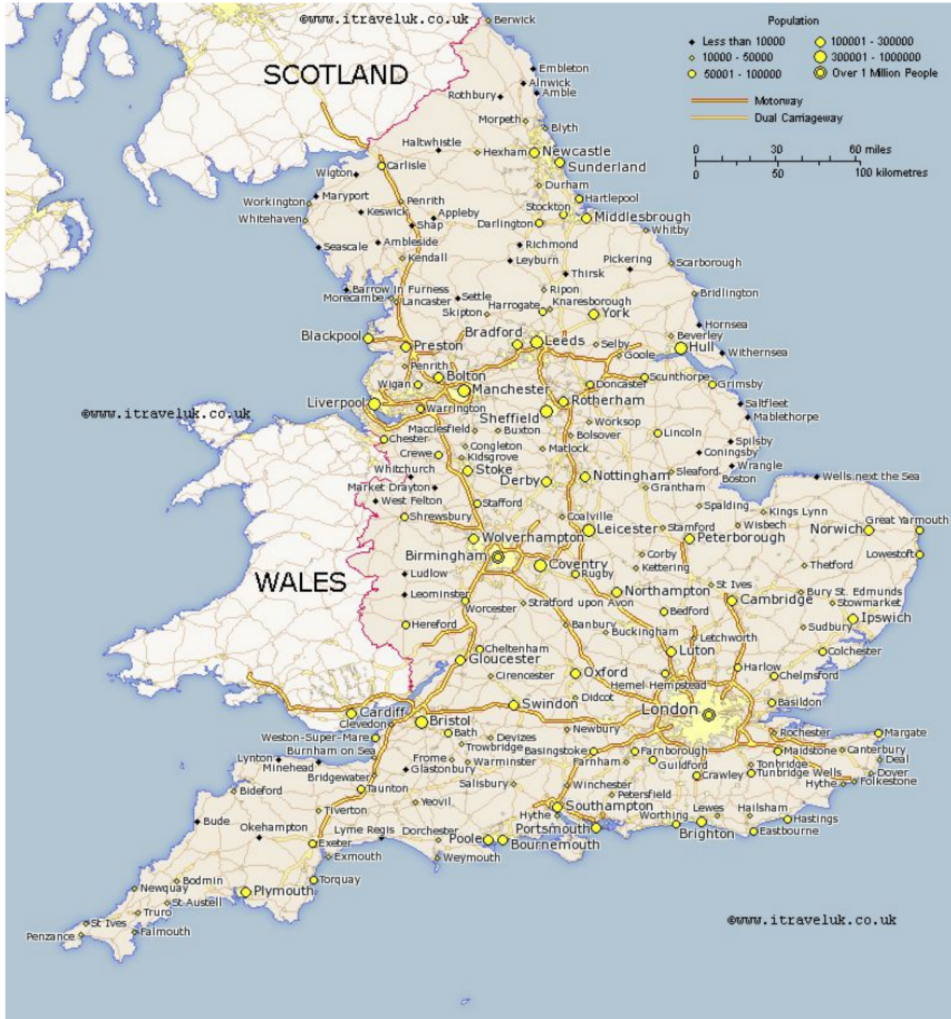 ©www.itraveluk.co.uk
Berwick
Population
Less than 10000
10000 - 50000
50001 - 100000
100001 - 300000
300001 - 1000000
Over 1 Million People
Motorway
Dual Carriageway
0 30 60 miles
0 50 100 kilometres
SCOTLAND
Embleton
Alnwick
Rothbury
Amble
Morpeth
Blyth
Haltwhistle
Hexham
Newcastle
Carlisle
Sunderland
Wigton
Durham
Maryport
Workington
Penrith
Hartlepool
Keswick
Appleby
Stockton
Whitehaven
Shap
Darlington
Middlesbrough
Whitby
Ambleside
Seascale
Richmond
Kendall
Leyburn
Pickering
Scarborough
Thirsk
Barrow In Furness
Ripon
Morecambe
Lancaster
Settle
Bridlington
Harrogate
Knaresborough
Skipton
York
Hornsea
Blackpool
Bradford
Leeds
Selby
Beverley
Preston
Hull
Goole
Withernsea
Penrith
Bolton
Wigan
Manchester
Doncaster
Scunthorpe
Grimsby
Liverpool
Warrington
Rotherham
Saltfleet
©www.itraveluk.co.uk
Sheffield
Mablethorpe
Macclesfield
Buxton
Worksop
Chester
Bolsover
Lincoln
Congleton
Spilsby
Crewe
Kidsgrove
Matlock
Coningsby
Whitchurch
Stoke
Nottingham
Sleaford
Wrangle
Market Drayton
Derby
Boston
Wells next the Sea
Grantham
West Felton
Stafford
Spalding
Kings Lynn
Shrewsbury
Coalville
Wisbech
Great Yarmouth
Leicester
Stamford
Norwich
Wolverhampton
Peterborough
Birmingham
Corby
Lowestoft
Coventry
Kettering
Thetford
WALES
Ludlow
Rugby
St Ives
Leominster
Northampton
Bury St. Edmunds
Worcester
Stratford upon Avon
Cambridge
Stowmarket
Bedford
Hereford
Banbury
Ipswich
Buckingham
Letchworth
Sudbury
Cheltenham
Luton
Colchester
Gloucester
Harlow
Cirencester
Oxford
Hemel Hempstead
Chelmsford
Didcot
Cardiff
Swindon
London
Basildon
Clevedon
Bristol
Weston-Super-Mare
Bath
Devizes
Newbury
Rochester
Margate
Burnham on Sea
Trowbridge
Basingstoke
Farnborough
Maidstone
Canterbury
Lynton
Frome
Warminster
Farnham
Guildford
Tonbridge
Deal
Minehead
Glastonbury
Bridgewater
Salisbury
Crawley
Tunbridge Wells
Dover
Folkestone
Hythe
Bideford
Taunton
Winchester
Petersfield
Tiverton
Yeovil
Southampton
Lewes
Hailsham
Hythe
Worthing
Hastings
Bude
Okehampton
Lyme Regis
Dorchester
Portsmouth
Brighton
Eastbourne
Exeter
Poole
Bournemouth
Exmouth
Weymouth
Torquay
Bodmin
Newquay
Plymouth
St Austell
Truro
St Ives
Falmouth
Penzance
©www.itraveluk.co.uk